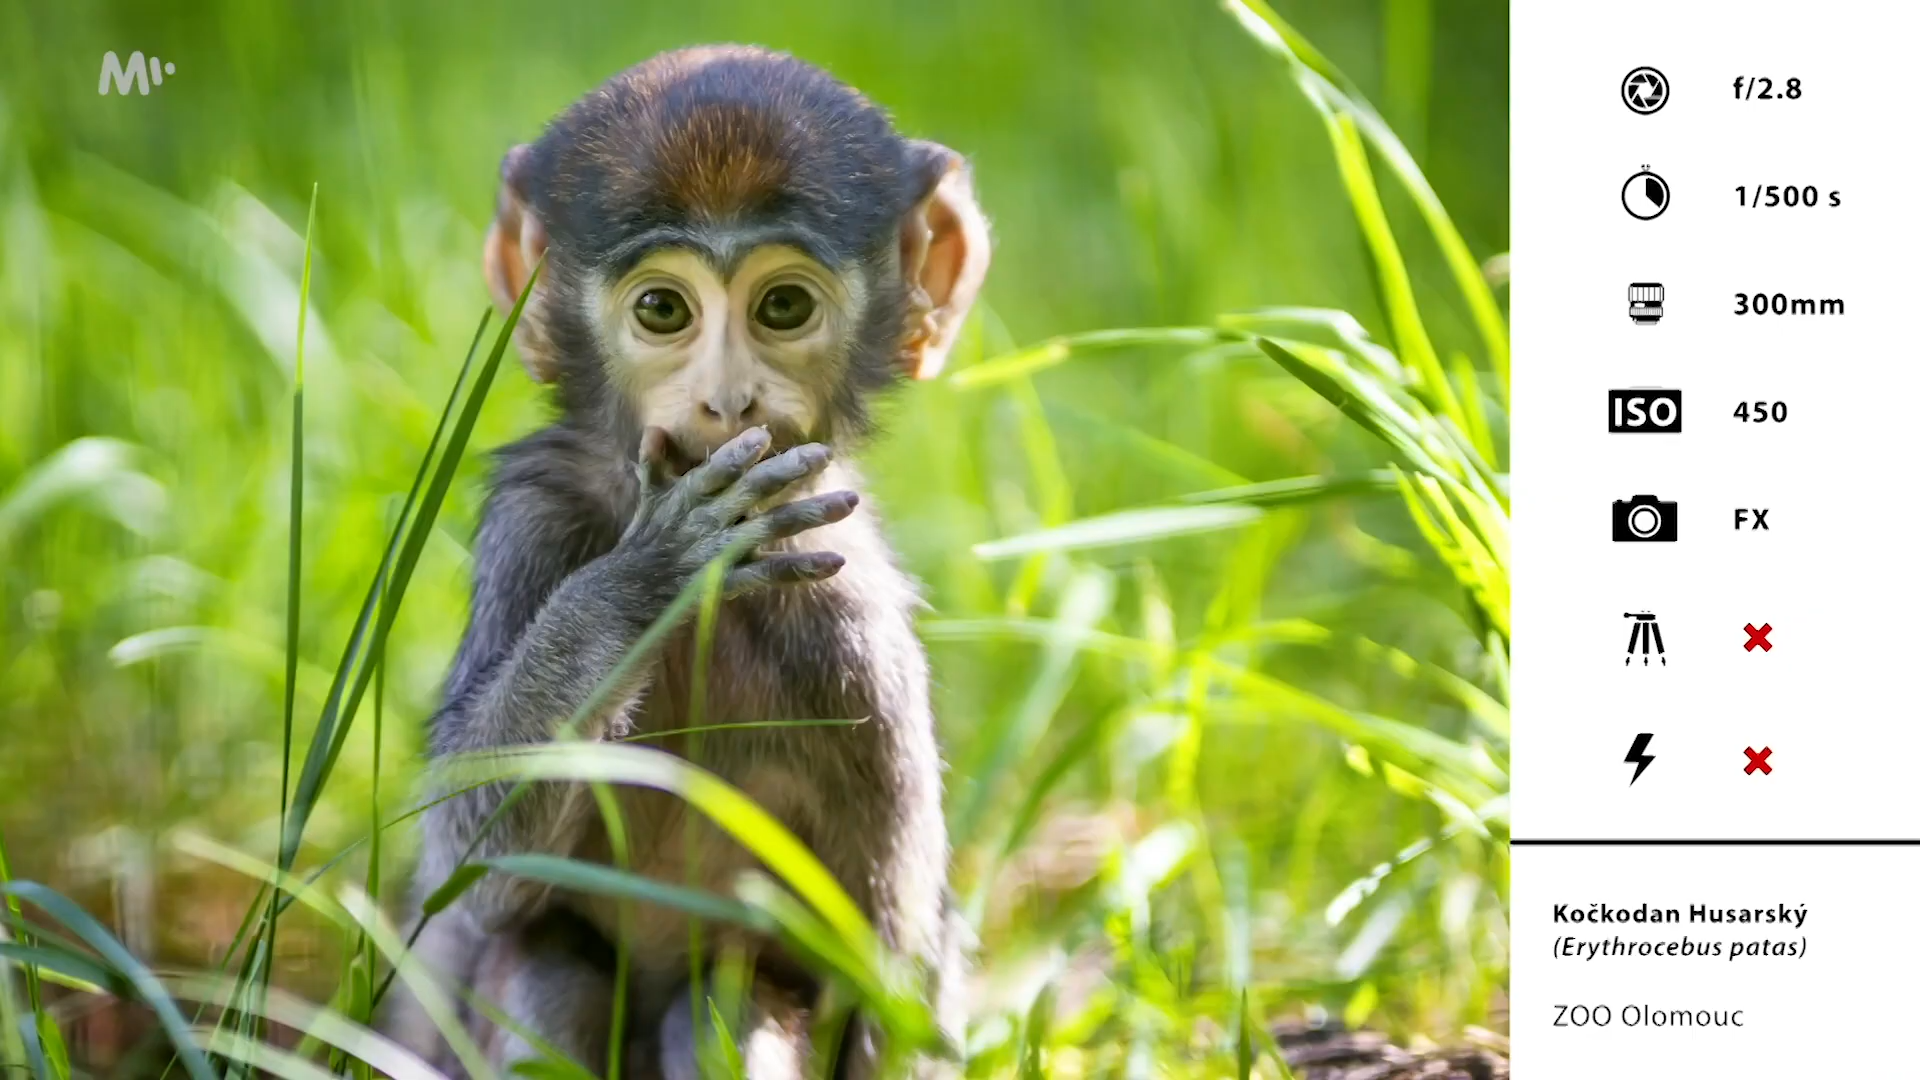 M
f/2.8
1/500 s
300mm
ISO 450
FX
Kočkodan Husarský
(Erythrocebus patas)
ZOO Olomouc